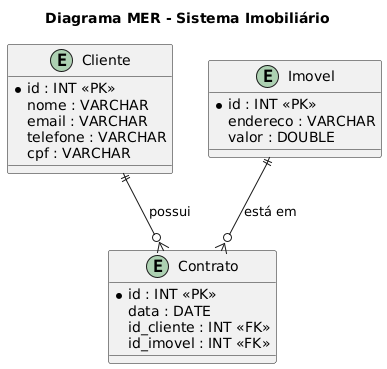 Diagrama MER - Sistema Imobiliário
E Cliente
id : INT «PK»
nome : VARCHAR
email : VARCHAR
telefone : VARCHAR
cpf : VARCHAR
E Imovel
id : INT «PK»
endereco : VARCHAR
valor : DOUBLE
possui
está em
E Contrato
id : INT «PK»
data : DATE
id_cliente : INT «FK»
id_imovel : INT «FK»